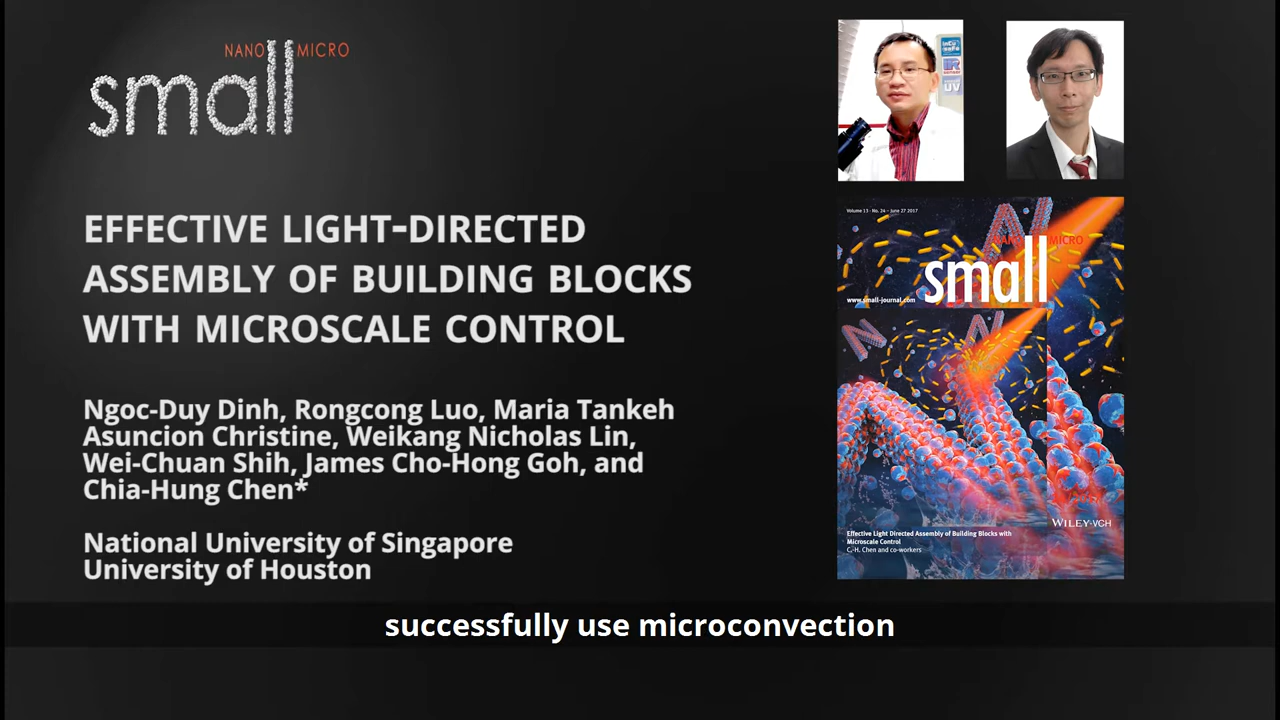 NANO MICRO
small
EFFECTIVE LIGHT-DIRECTED
ASSEMBLY OF BUILDING BLOCKS
WITH MICROSCALE CONTROL
Ngoc-Duy Dinh, Rongcong Luo, Maria Tankeh
Asuncion Christine, Weikang Nicholas Lin,
Wei-Chuan Shih, James Cho-Hong Goh, and
Chia-Hung Chen*
National University of Singapore
University of Houston
UV
Volume 13 · No. 24 – June 27 2017
NANO MICRO
small
www.small-journal.com
WILEY-VCH
Effective Light Directed Assembly of Building Blocks with
Microscale Control
C.-H. Chen and co-workers
successfully use microconvection